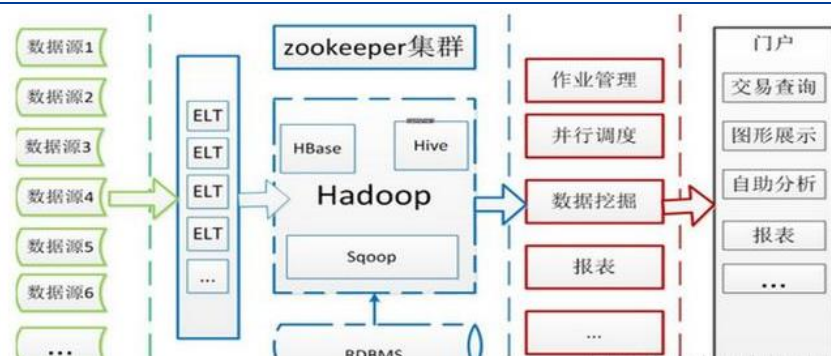 数据源1
数据源2
数据源3
数据源4
数据源5
数据源6
...
ELT
ELT
ELT
ELT
...
zookeeper集群
HBase
Hive
Hadoop
Sqoop
RDBMS
作业管理
并行调度
数据挖掘
报表
...
门户
交易查询
图形展示
自助分析
报表
...